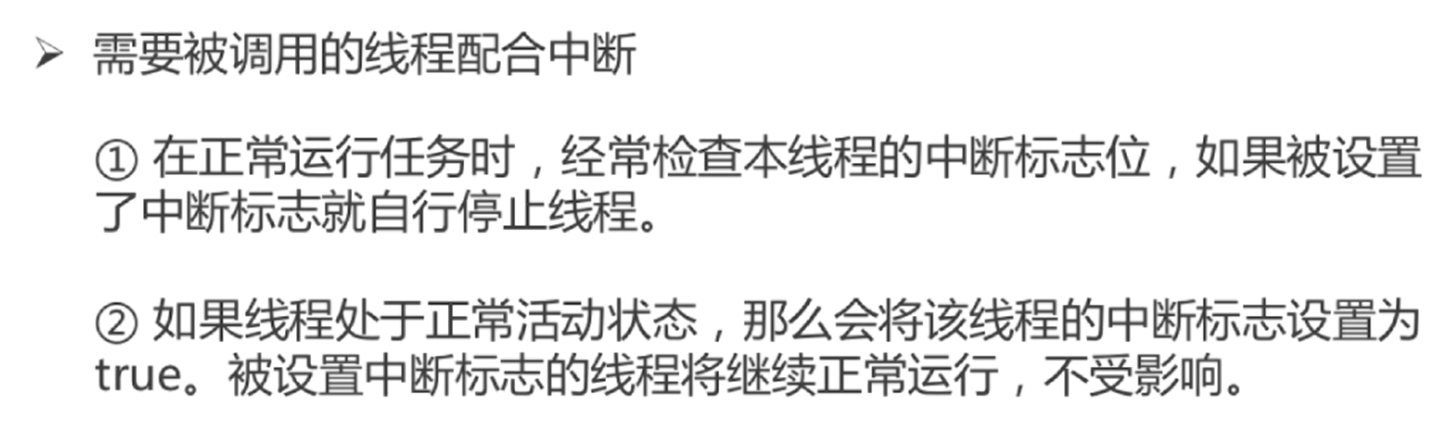 ➢ 需要被调用的线程配合中断
① 在正常运行任务时，经常检查本线程的中断标志位，如果被设置
了中断标志就自行停止线程。
② 如果线程处于正常活动状态，那么会将该线程的中断标志设置为
true。被设置中断标志的线程将继续正常运行，不受影响。